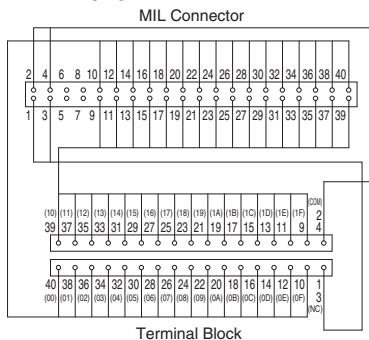 MIL Connector
2 4 6 8 10 12 14 16 18 20 22 24 26 28 30 32 34 36 38 40
1 3 5 7 9 11 13 15 17 19 21 23 25 27 29 31 33 35 37 39
(COM)
(10) (11) (12) (13) (14) (15) (16) (17) (18) (19) (1A) (1B) (1C) (1D) (1E) (1F) 2
39 37 35 33 31 29 27 25 23 21 19 17 15 13 11 9 4
40 38 36 34 32 30 28 26 24 22 20 18 16 14 12 10 1
(00) (01) (02) (03) (04) (05) (06) (07) (08) (09) (0A) (0B) (0C) (0D) (0E) (0F) 3
(NC)
Terminal Block